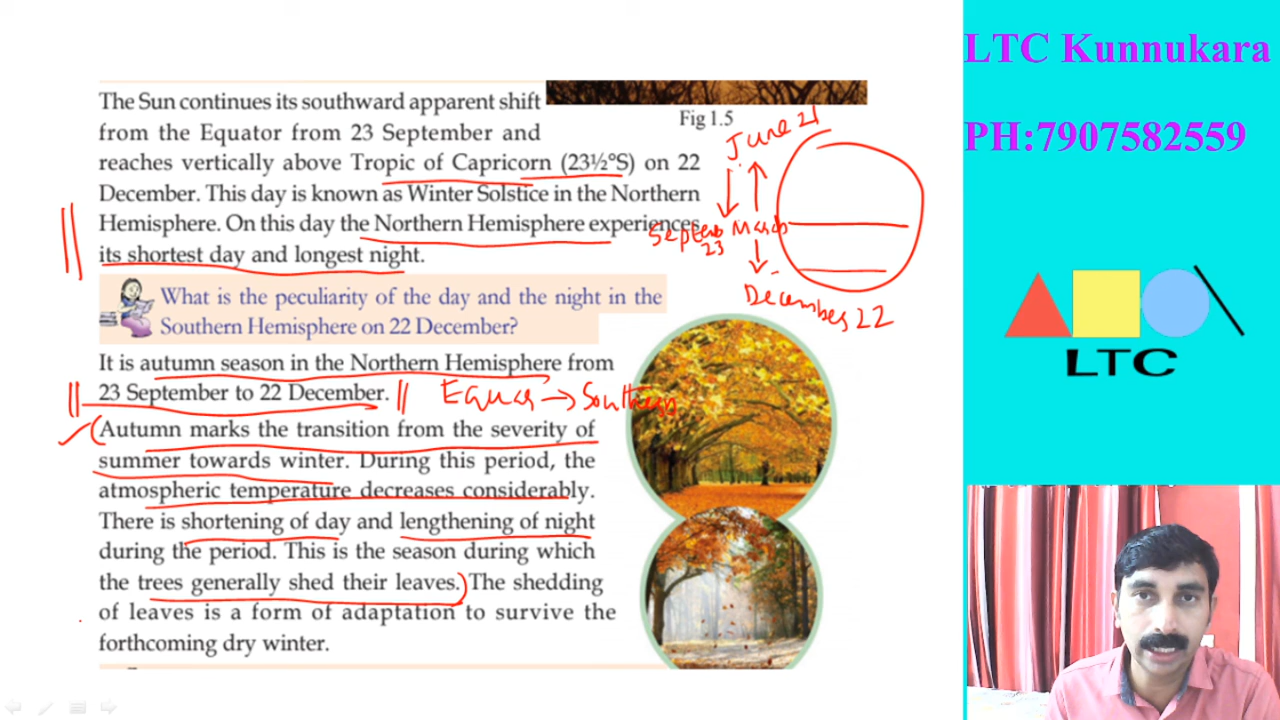 The Sun continues its southward apparent shift
from the Equator from 23 September and
reaches vertically above Tropic of Capricorn (23½°S) on 22
December. This day is known as Winter Solstice in the Northern
Hemisphere. On this day the Northern Hemisphere experiences
its shortest day and longest night.
What is the peculiarity of the day and the night in the
Southern Hemisphere on 22 December?
It is autumn season in the Northern Hemisphere from
23 September to 22 December.
Autumn marks the transition from the severity of
summer towards winter. During this period, the
atmospheric temperature decreases considerably.
There is shortening of day and lengthening of night
during the period. This is the season during which
the trees generally shed their leaves. The shedding
of leaves is a form of adaptation to survive the
forthcoming dry winter.
Fig 1.5
June 21
March
23
December 22
Southern
LTC Kunnukara
PH:7907582559
LTC